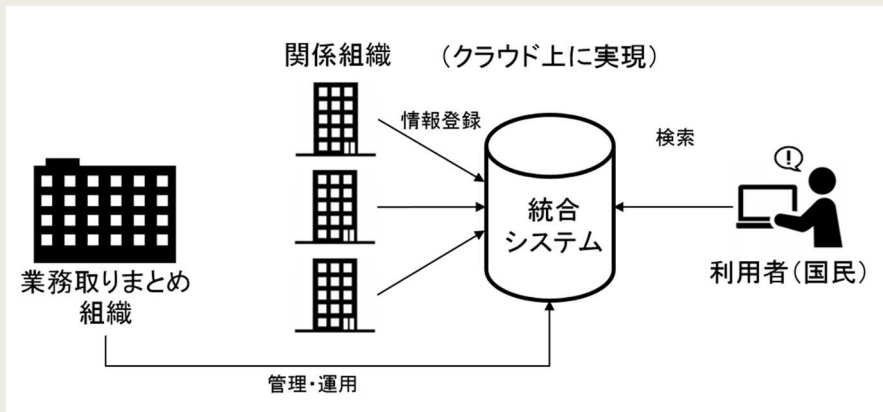 関係組織
（クラウド上に実現）
情報登録
検索
統合
システム
業務取りまとめ
組織
利用者（国民）
管理・運用